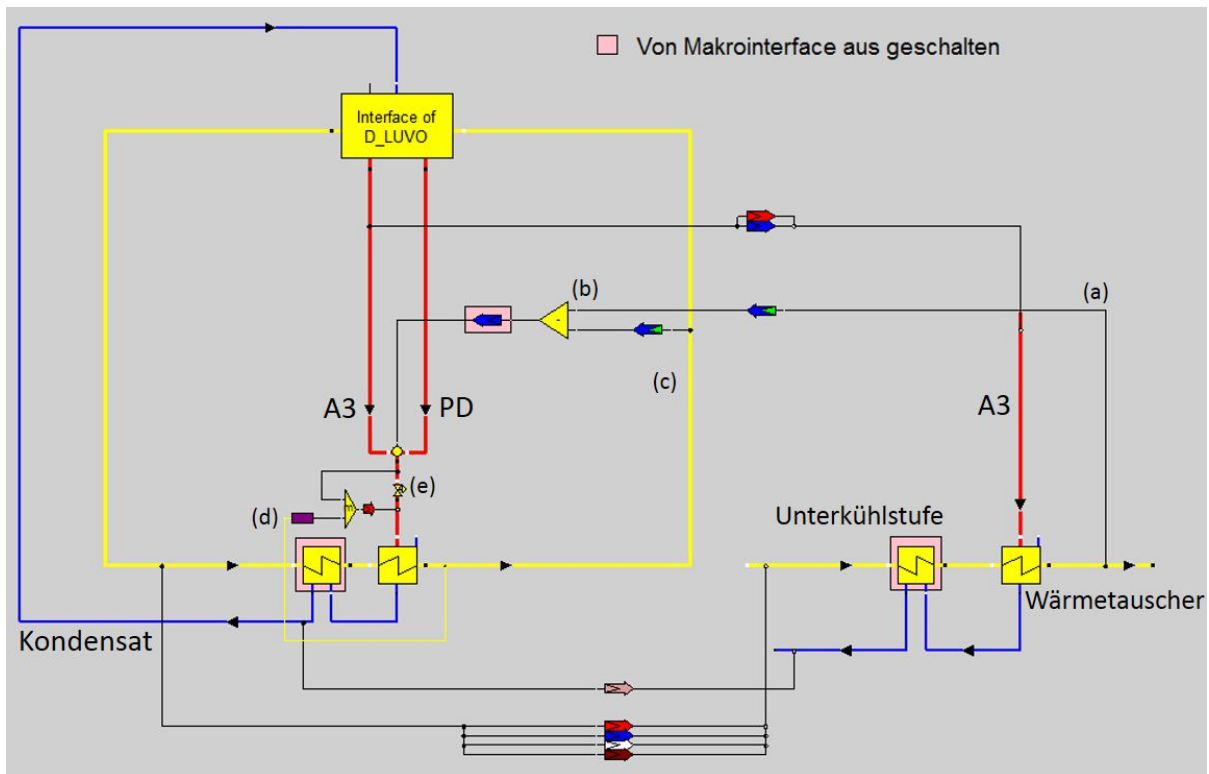 Von Makrointerface aus geschalten
Interface of
D_LUVO
(a)
(b)
(c)
A3
PD
A3
(e)
(d)
Unterkühlstufe
Wärmetauscher
Kondensat